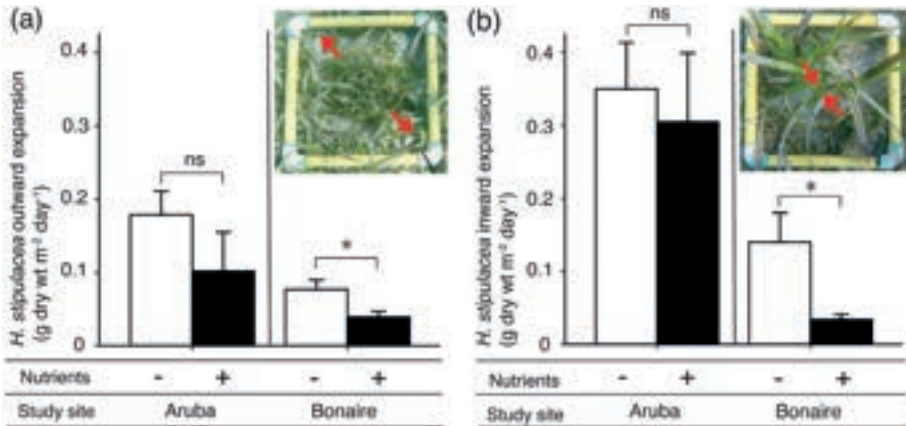 (a)
H. stipulacea outward expansion
(g dry wt m⁻² day⁻¹)
0.4
0.3
0.2
0.1
0
ns
*
Nutrients - + - +
Study site Aruba Bonaire
(b)
H. stipulacea inward expansion
(g dry wt m⁻² day⁻¹)
0.4
0.3
0.2
0.1
0
ns
*
Nutrients - + - +
Study site Aruba Bonaire